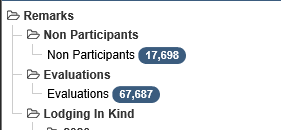 Remarks
Non Participants
Non Participants 17,698
Evaluations
Evaluations 67,687
Lodging In Kind